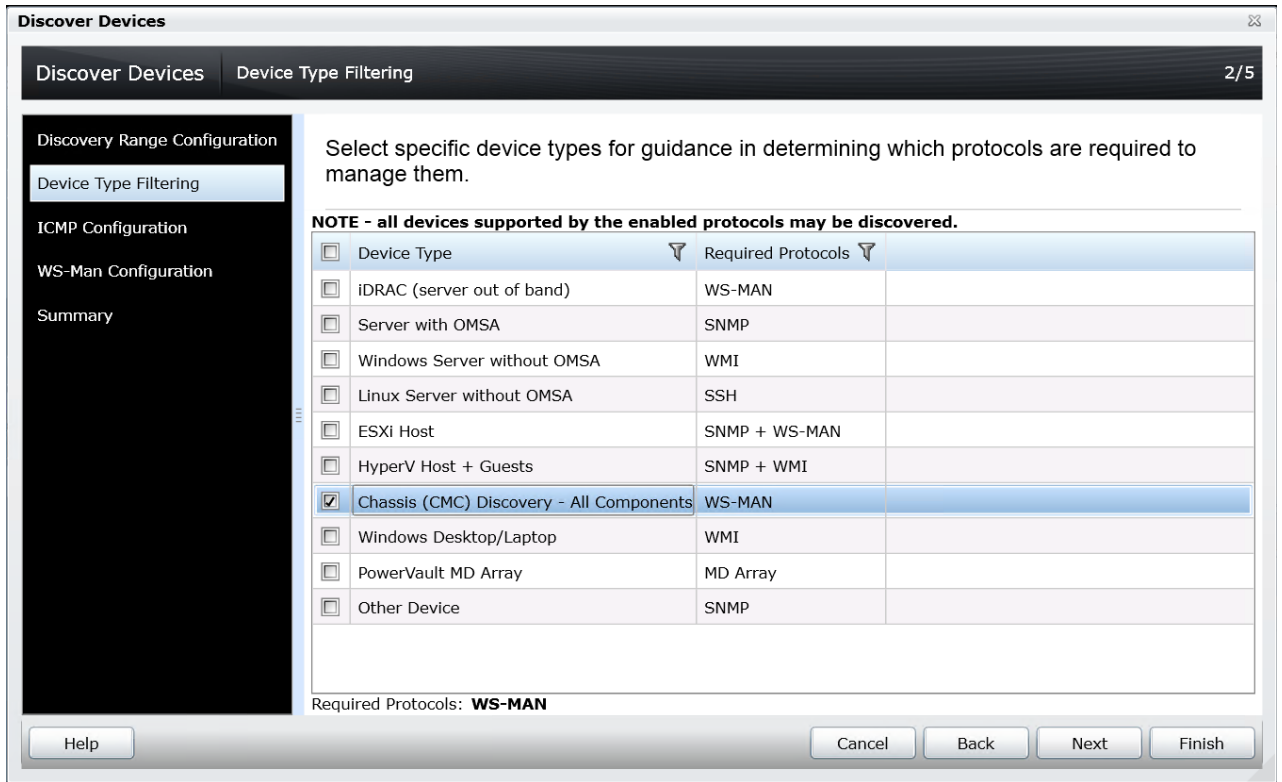 Discover Devices
Discover Devices Device Type Filtering 2/5
Discovery Range Configuration
Device Type Filtering
ICMP Configuration
WS-Man Configuration
Summary
Select specific device types for guidance in determining which protocols are required to
manage them.
NOTE - all devices supported by the enabled protocols may be discovered.
Device Type Required Protocols
iDRAC (server out of band) WS-MAN
Server with OMSA SNMP
Windows Server without OMSA WMI
Linux Server without OMSA SSH
ESXi Host SNMP + WS-MAN
HyperV Host + Guests SNMP + WMI
Chassis (CMC) Discovery - All Components WS-MAN
Windows Desktop/Laptop WMI
PowerVault MD Array MD Array
Other Device SNMP
Required Protocols: WS-MAN
Help Cancel Back Next Finish